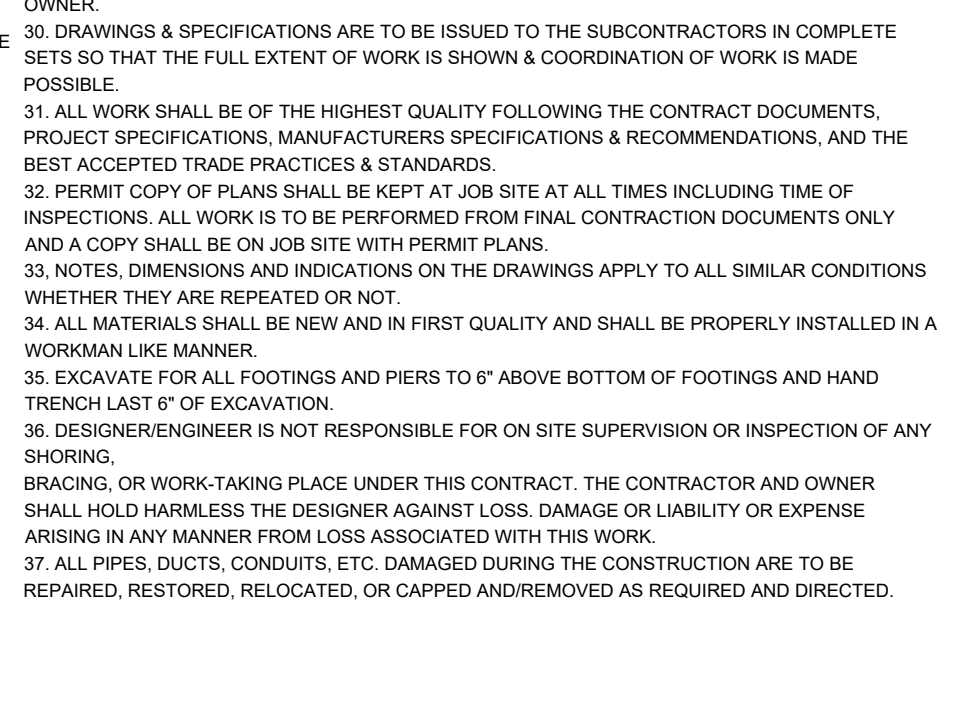 OWNER.
E
30. DRAWINGS & SPECIFICATIONS ARE TO BE ISSUED TO THE SUBCONTRACTORS IN COMPLETE
SETS SO THAT THE FULL EXTENT OF WORK IS SHOWN & COORDINATION OF WORK IS MADE
POSSIBLE.
31. ALL WORK SHALL BE OF THE HIGHEST QUALITY FOLLOWING THE CONTRACT DOCUMENTS,
PROJECT SPECIFICATIONS, MANUFACTURERS SPECIFICATIONS & RECOMMENDATIONS, AND THE
BEST ACCEPTED TRADE PRACTICES & STANDARDS.
32. PERMIT COPY OF PLANS SHALL BE KEPT AT JOB SITE AT ALL TIMES INCLUDING TIME OF
INSPECTIONS. ALL WORK IS TO BE PERFORMED FROM FINAL CONTRACTION DOCUMENTS ONLY
AND A COPY SHALL BE ON JOB SITE WITH PERMIT PLANS.
33, NOTES, DIMENSIONS AND INDICATIONS ON THE DRAWINGS APPLY TO ALL SIMILAR CONDITIONS
WHETHER THEY ARE REPEATED OR NOT.
34. ALL MATERIALS SHALL BE NEW AND IN FIRST QUALITY AND SHALL BE PROPERLY INSTALLED IN A
WORKMAN LIKE MANNER.
35. EXCAVATE FOR ALL FOOTINGS AND PIERS TO 6" ABOVE BOTTOM OF FOOTINGS AND HAND
TRENCH LAST 6" OF EXCAVATION.
36. DESIGNER/ENGINEER IS NOT RESPONSIBLE FOR ON SITE SUPERVISION OR INSPECTION OF ANY
SHORING,
BRACING, OR WORK-TAKING PLACE UNDER THIS CONTRACT. THE CONTRACTOR AND OWNER
SHALL HOLD HARMLESS THE DESIGNER AGAINST LOSS. DAMAGE OR LIABILITY OR EXPENSE
ARISING IN ANY MANNER FROM LOSS ASSOCIATED WITH THIS WORK.
37. ALL PIPES, DUCTS, CONDUITS, ETC. DAMAGED DURING THE CONSTRUCTION ARE TO BE
REPAIRED, RESTORED, RELOCATED, OR CAPPED AND/REMOVED AS REQUIRED AND DIRECTED.